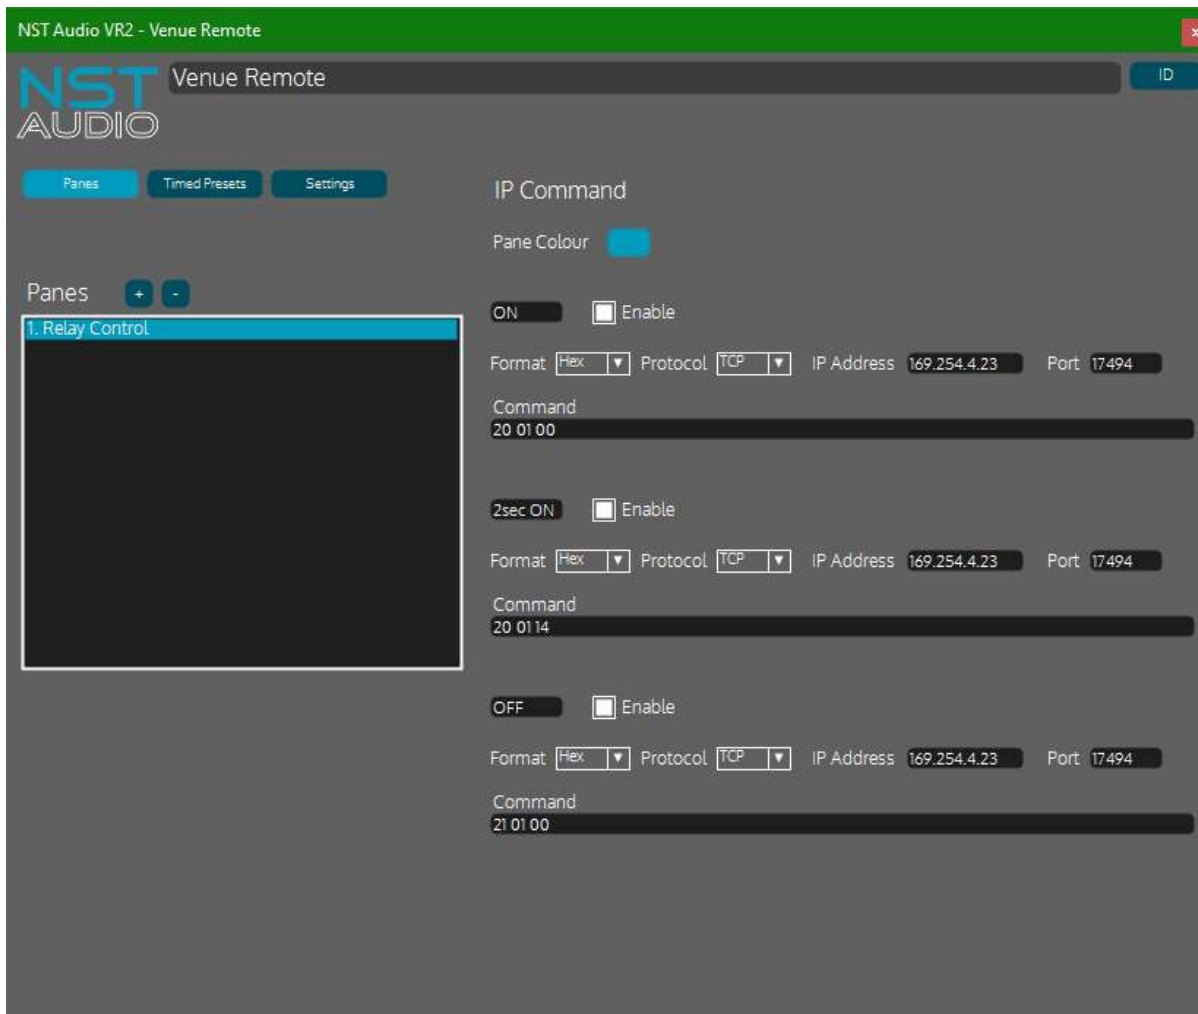 NST Audio VR2 - Venue Remote
x
NST
AUDIO
Venue Remote
ID
Panes
Timed Presets
Settings
IP Command
Pane Colour
Panes + -
1. Relay Control
ON
Enable
Format Hex Protocol TCP IP Address 169.254.4.23 Port 17494
Command
20 01 00
2sec ON
Enable
Format Hex Protocol TCP IP Address 169.254.4.23 Port 17494
Command
20 01 14
OFF
Enable
Format Hex Protocol TCP IP Address 169.254.4.23 Port 17494
Command
21 01 00